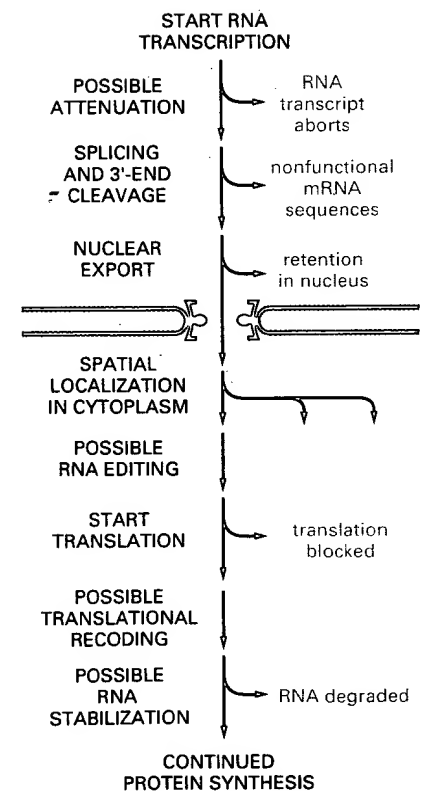 START RNA
TRANSCRIPTION
POSSIBLE
ATTENUATION
RNA
transcript
aborts
SPLICING
AND 3'-END
CLEAVAGE
nonfunctional
mRNA
sequences
NUCLEAR
EXPORT
retention
in nucleus
SPATIAL
LOCALIZATION
IN CYTOPLASM
POSSIBLE
RNA EDITING
START
TRANSLATION
translation
blocked
POSSIBLE
TRANSLATIONAL
RECODING
POSSIBLE
RNA
STABILIZATION
RNA degraded
CONTINUED
PROTEIN SYNTHESIS